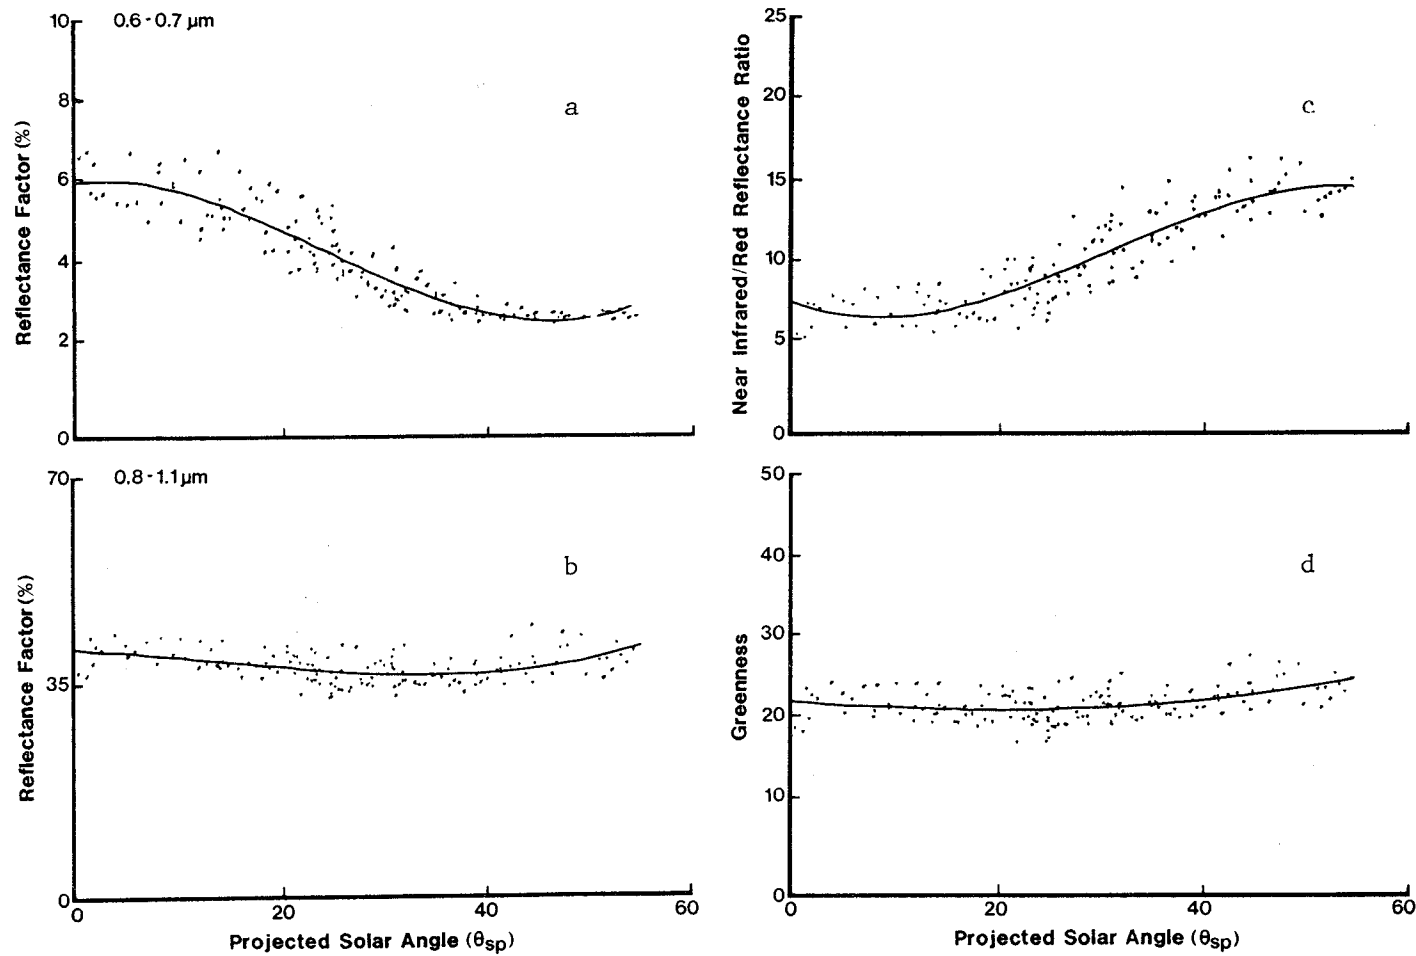 0.6 - 0.7 µm
a
10
8
6
4
2
0
Reflectance Factor (%)
c
25
20
15
10
5
0
Near Infrared/Red Reflectance Ratio
0.8 - 1.1 µm
b
70
35
0
Reflectance Factor (%)
0 20 40 60
Projected Solar Angle (θsp)
d
50
40
30
20
10
0
Greenness
0 20 40 60
Projected Solar Angle (θsp)